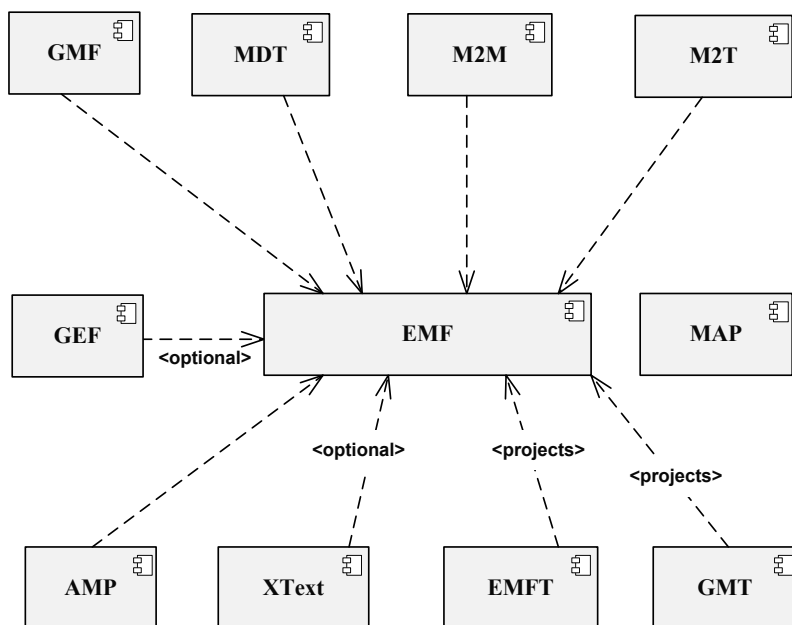 GMF
MDT
M2M
M2T
GEF
<optional>
EMF
MAP
<optional>
<projects>
<projects>
AMP
XText
EMFT
GMT